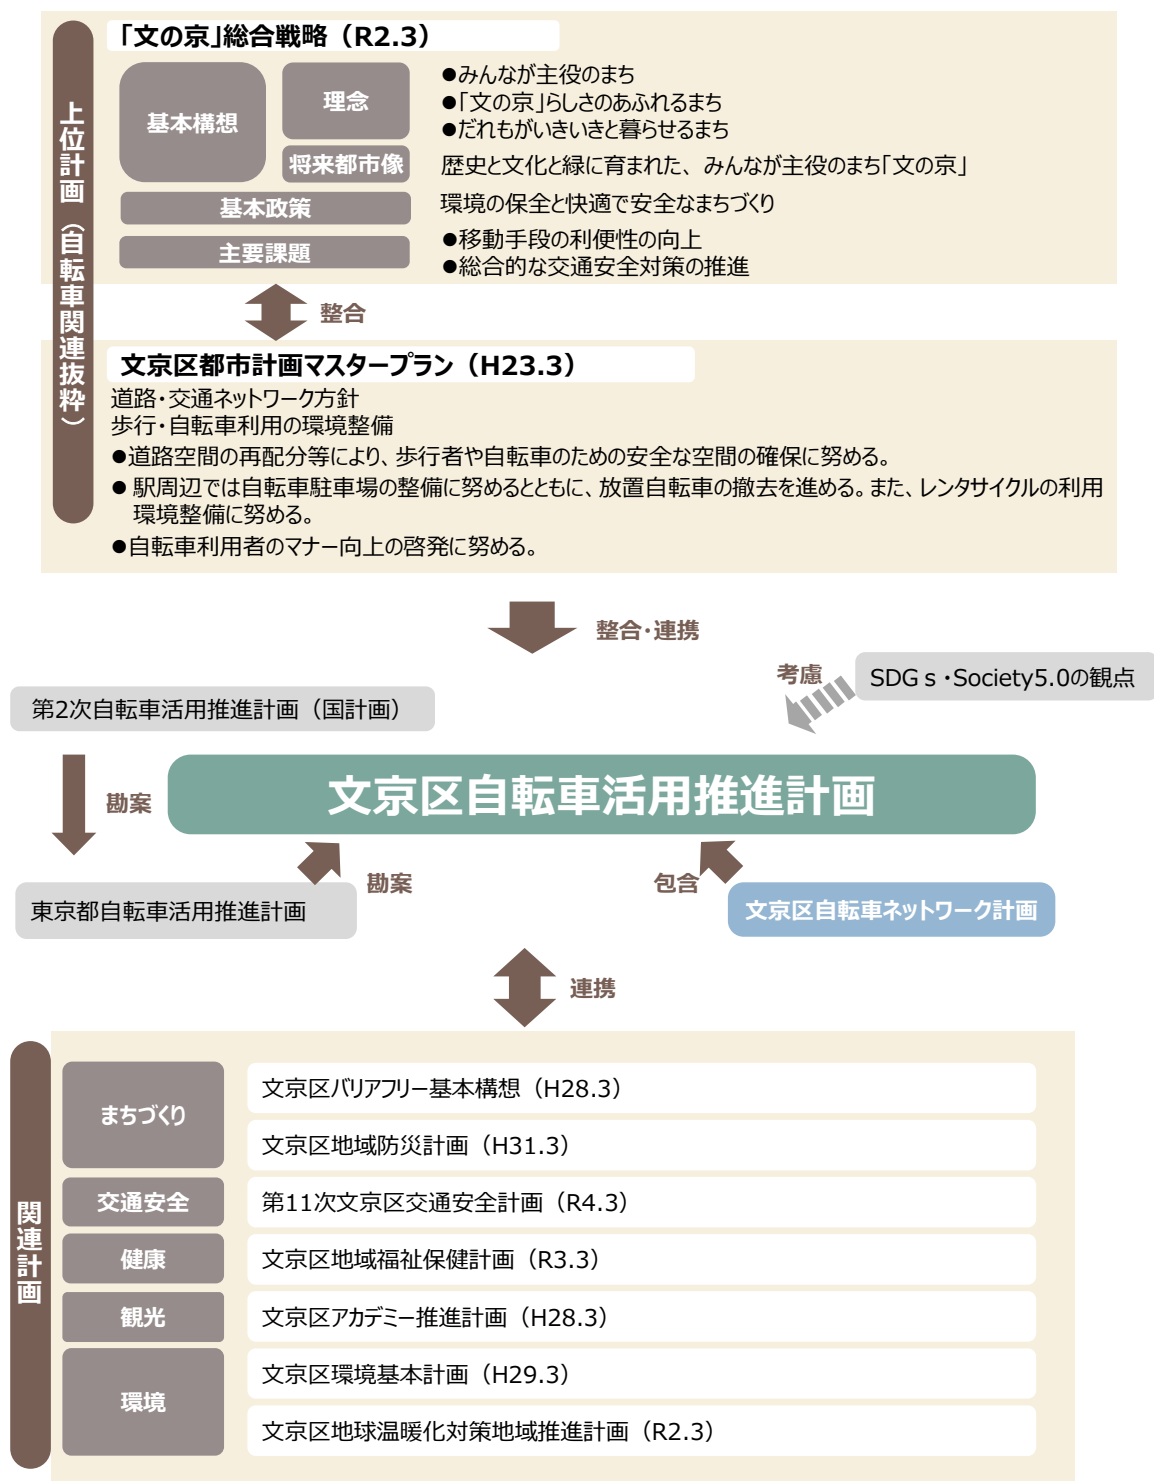 上位計画（自転車関連抜粋）
「文の京」総合戦略（R2.3）
基本構想
理念
●みんなが主役のまち
●「文の京」らしさのあふれるまち
●だれもがいきいきと暮らせるまち
将来都市像
歴史と文化と緑に育まれた、みんなが主役のまち「文の京」
基本政策
環境の保全と快適で安全なまちづくり
主要課題
●移動手段の利便性の向上
●総合的な交通安全対策の推進
整合
文京区都市計画マスタープラン（H23.3）
道路・交通ネットワーク方針
歩行・自転車利用の環境整備
●道路空間の再配分等により、歩行者や自転車のための安全な空間の確保に努める。
●駅周辺では自転車駐車場の整備に努めるとともに、放置自転車の撤去を進める。また、レンタサイクルの利用
環境整備に努める。
●自転車利用者のマナー向上の啓発に努める。
整合・連携
考慮
SDGｓ・Society5.0の観点
第2次自転車活用推進計画（国計画）
勘案
文京区自転車活用推進計画
勘案
包含
東京都自転車活用推進計画
文京区自転車ネットワーク計画
連携
関連計画
まちづくり
文京区バリアフリー基本構想（H28.3）
文京区地域防災計画（H31.3）
交通安全
第11次文京区交通安全計画（R4.3）
健康
文京区地域福祉保健計画（R3.3）
観光
文京区アカデミー推進計画（H28.3）
環境
文京区環境基本計画（H29.3）
文京区地球温暖化対策地域推進計画（R2.3）